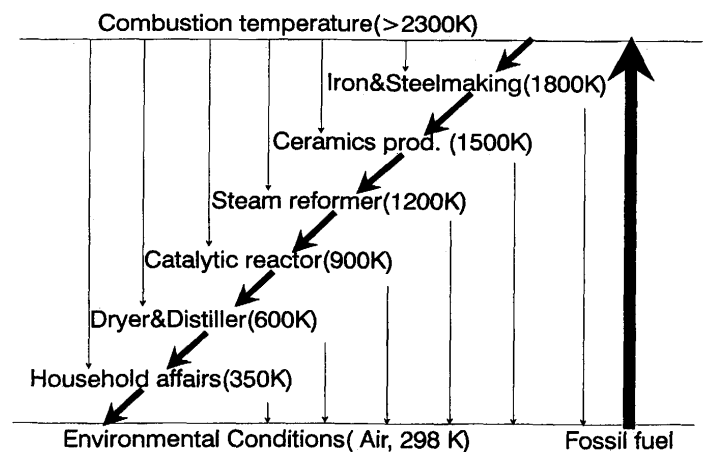 Combustion temperature(>2300K)
Iron&Steelmaking(1800K)
Ceramics prod. (1500K)
Steam reformer(1200K)
Catalytic reactor(900K)
Dryer&Distiller(600K)
Household affairs(350K)
Environmental Conditions( Air, 298 K)
Fossil fuel